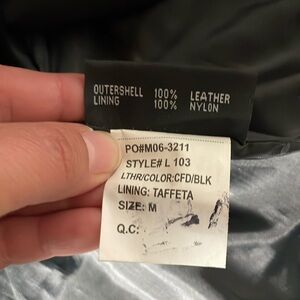 OUTERSHELL 100% LEATHER
LINING 100% NYLON
PO#M06-3211
STYLE# L 103
LTHR/COLOR:CFD/BLK
LINING: TAFFETA
SIZE: M
Q.C: